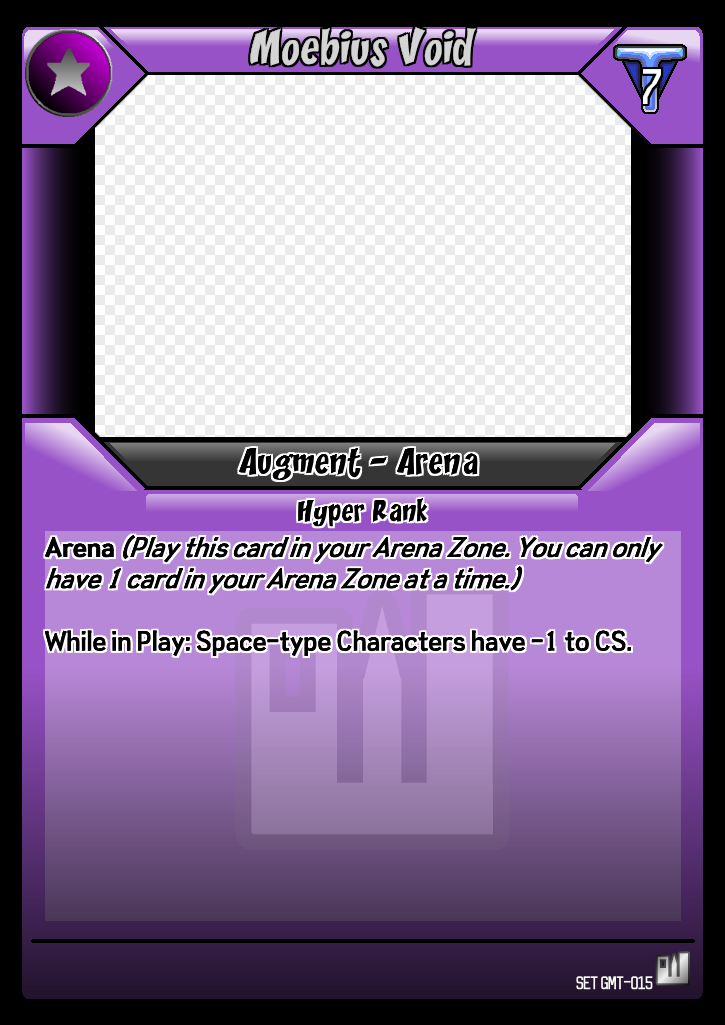 Moebius Void
7
Augment - Arena
Hyper Rank
Arena (Play this card in your Arena Zone. You can only
have 1 card in your Arena Zone at a time.)
While in Play: Space-type Characters have -1 to CS.
SET GMT-015